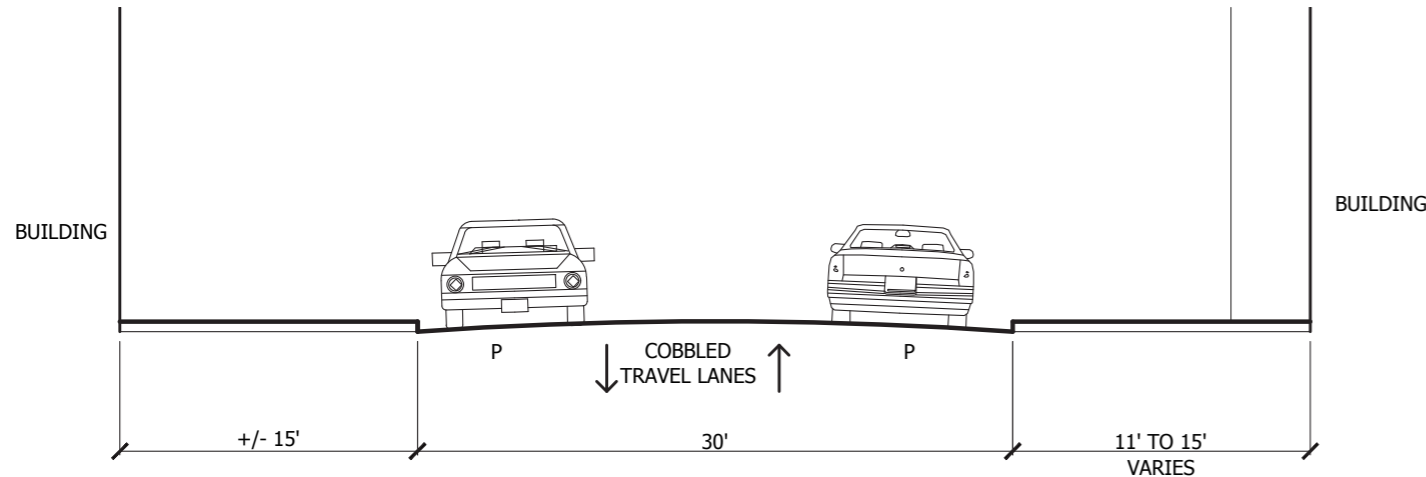 BUILDING
BUILDING
P
COBBLED
TRAVEL LANES
P
+/- 15'
30'
11' TO 15'
VARIES